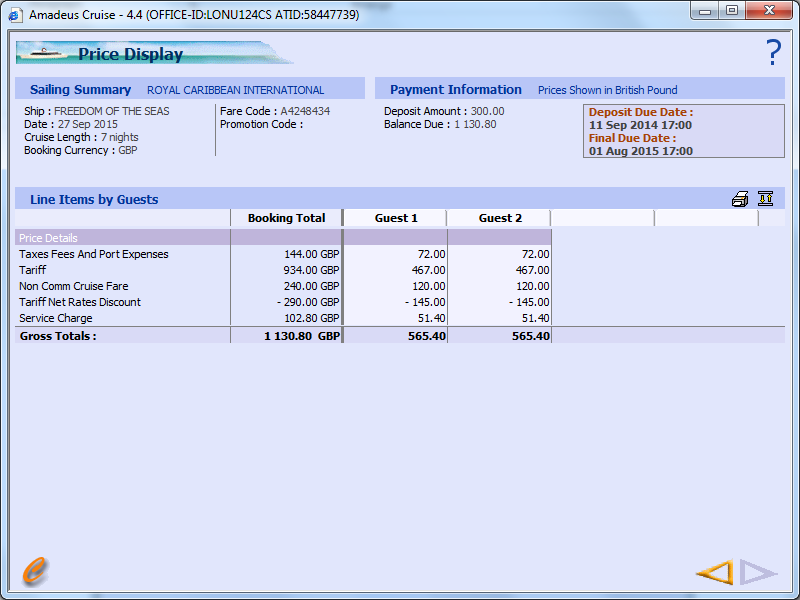 Amadeus Cruise - 4.4 (OFFICE-ID:LONU124CS ATID:58447739)
Price Display
?
Sailing Summary ROYAL CARIBBEAN INTERNATIONAL
Payment Information Prices Shown in British Pound
Ship : FREEDOM OF THE SEAS
Date : 27 Sep 2015
Cruise Length : 7 nights
Booking Currency : GBP
Fare Code : A4248434
Promotion Code :
Deposit Amount : 300.00
Balance Due : 1 130.80
Deposit Due Date :
11 Sep 2014 17:00
Final Due Date :
01 Aug 2015 17:00
Line Items by Guests
Booking Total Guest 1 Guest 2
Price Details
Taxes Fees And Port Expenses 144.00 GBP 72.00 72.00
Tariff 934.00 GBP 467.00 467.00
Non Comm Cruise Fare 240.00 GBP 120.00 120.00
Tariff Net Rates Discount - 290.00 GBP - 145.00 - 145.00
Service Charge 102.80 GBP 51.40 51.40
Gross Totals : 1 130.80 GBP 565.40 565.40